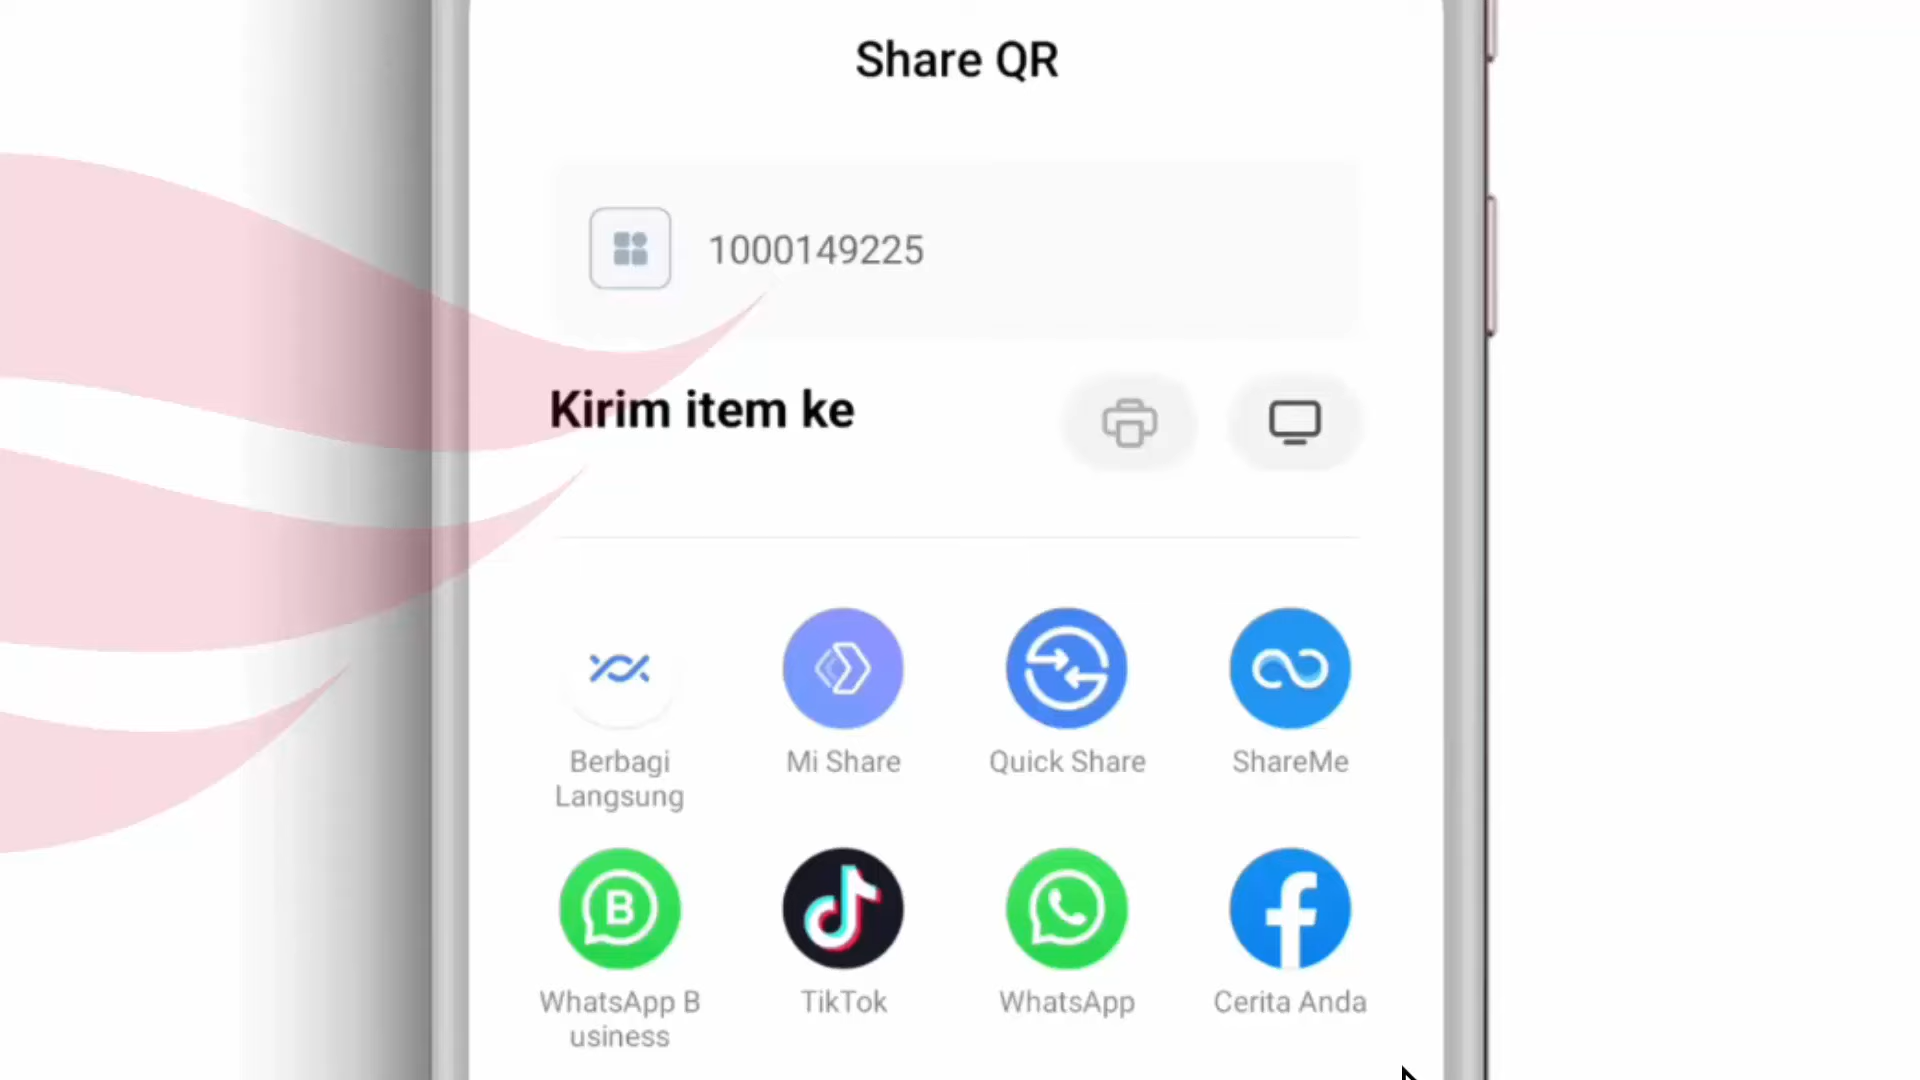 Share QR
1000149225
Kirim item ke
Berbagi
Langsung
Mi Share
Quick Share
ShareMe
B
WhatsApp B
usiness
TikTok
WhatsApp
Cerita Anda